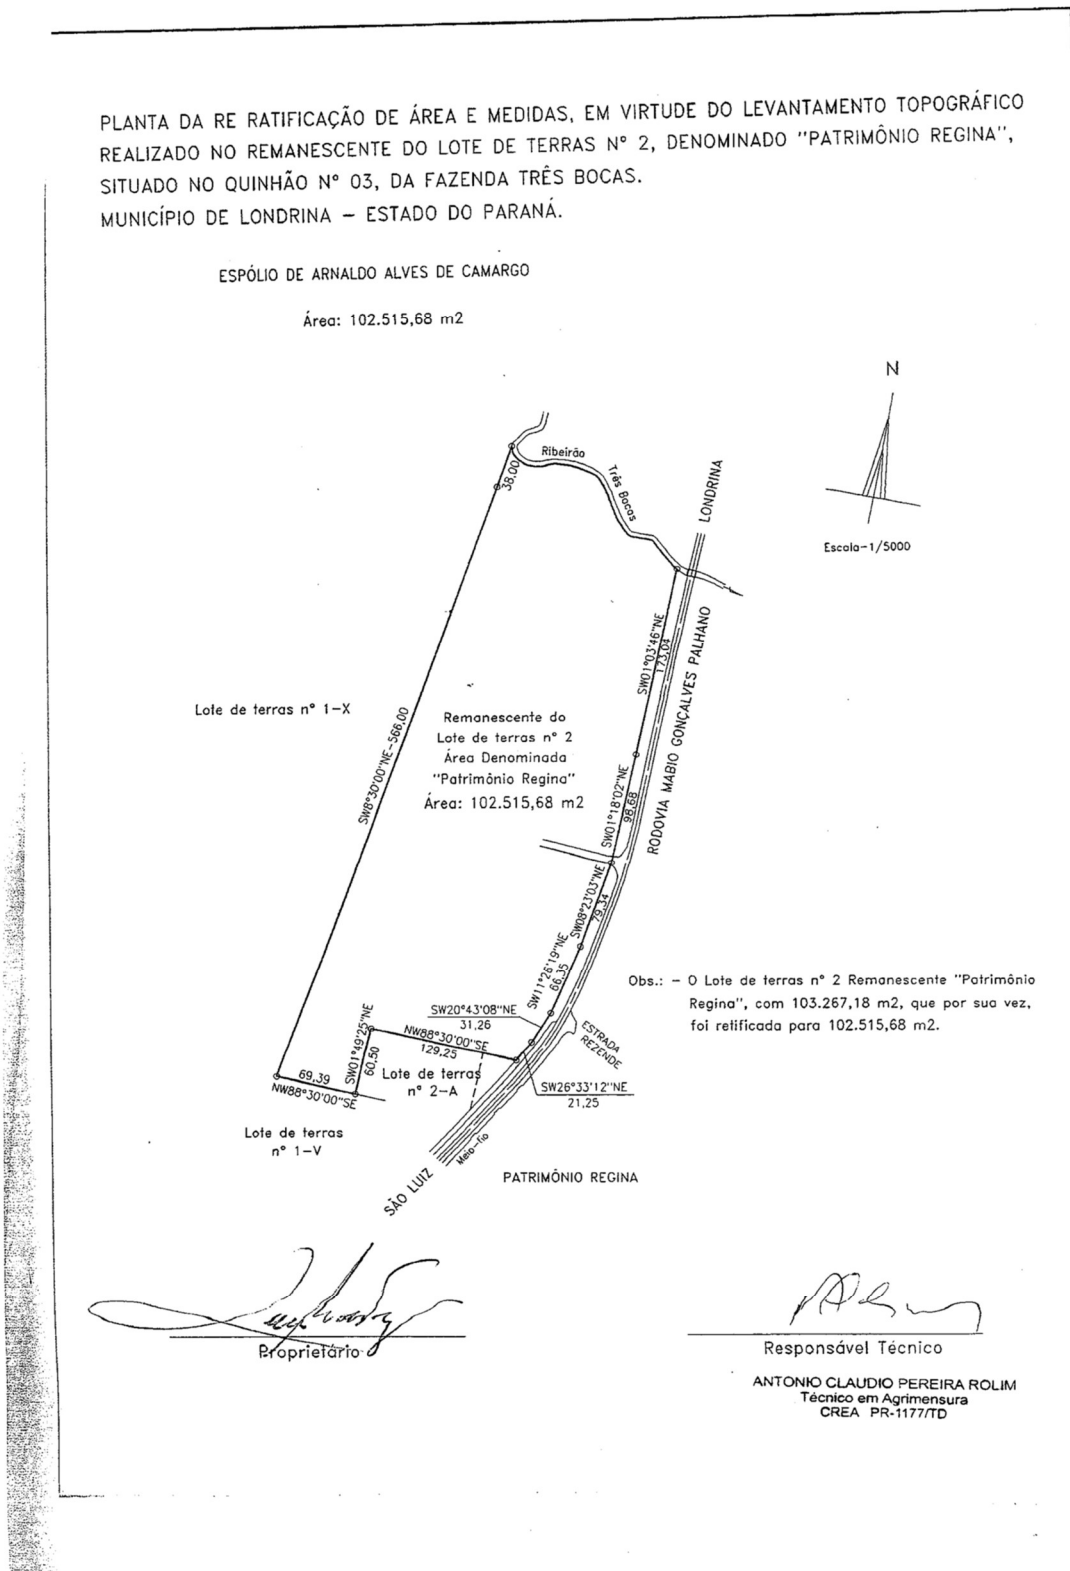 PLANTA DA RE RATIFICAÇÃO DE ÁREA E MEDIDAS, EM VIRTUDE DO LEVANTAMENTO TOPOGRÁFICO
REALIZADO NO REMANESCENTE DO LOTE DE TERRAS Nº 2, DENOMINADO "PATRIMÔNIO REGINA",
SITUADO NO QUINHÃO Nº 03, DA FAZENDA TRÊS BOCAS.
MUNICÍPIO DE LONDRINA – ESTADO DO PARANÁ.
ESPÓLIO DE ARNALDO ALVES DE CAMARGO
Área: 102.515,68 m2
N
Escala-1/5000
Ribeirão
Três Bocas
38,00
LONDRINA
SW01°03'46"NE
173,04
RODOVIA MABIO GONÇALVES PALHANO
Lote de terras nº 1-X
SW8°30'00"NE-566,00
Remanescente do
Lote de terras nº 2
Área Denominada
"Patrimônio Regina"
Área: 102.515,68 m2
SW01°18'02"NE
98,68
SW08°23'03"NE
79,34
SW11°26'19"NE
66,35
Obs.: – O Lote de terras nº 2 Remanescente "Patrimônio
Regina", com 103.267,18 m2, que por sua vez,
foi retificada para 102.515,68 m2.
SW20°43'08"NE
31,26
ESTRADA
REZENDE
NW88°30'00"SE
129,25
SW01°49'25"NE
60,50
69,39
NW88°30'00"SE
Lote de terras
nº 2-A
SW26°33'12"NE
21,25
Lote de terras
nº 1-V
Meio-fio
SÃO LUIZ
PATRIMÔNIO REGINA
Proprietário
Responsável Técnico
ANTONIO CLAUDIO PEREIRA ROLIM
Técnico em Agrimensura
CREA PR-1177/TD